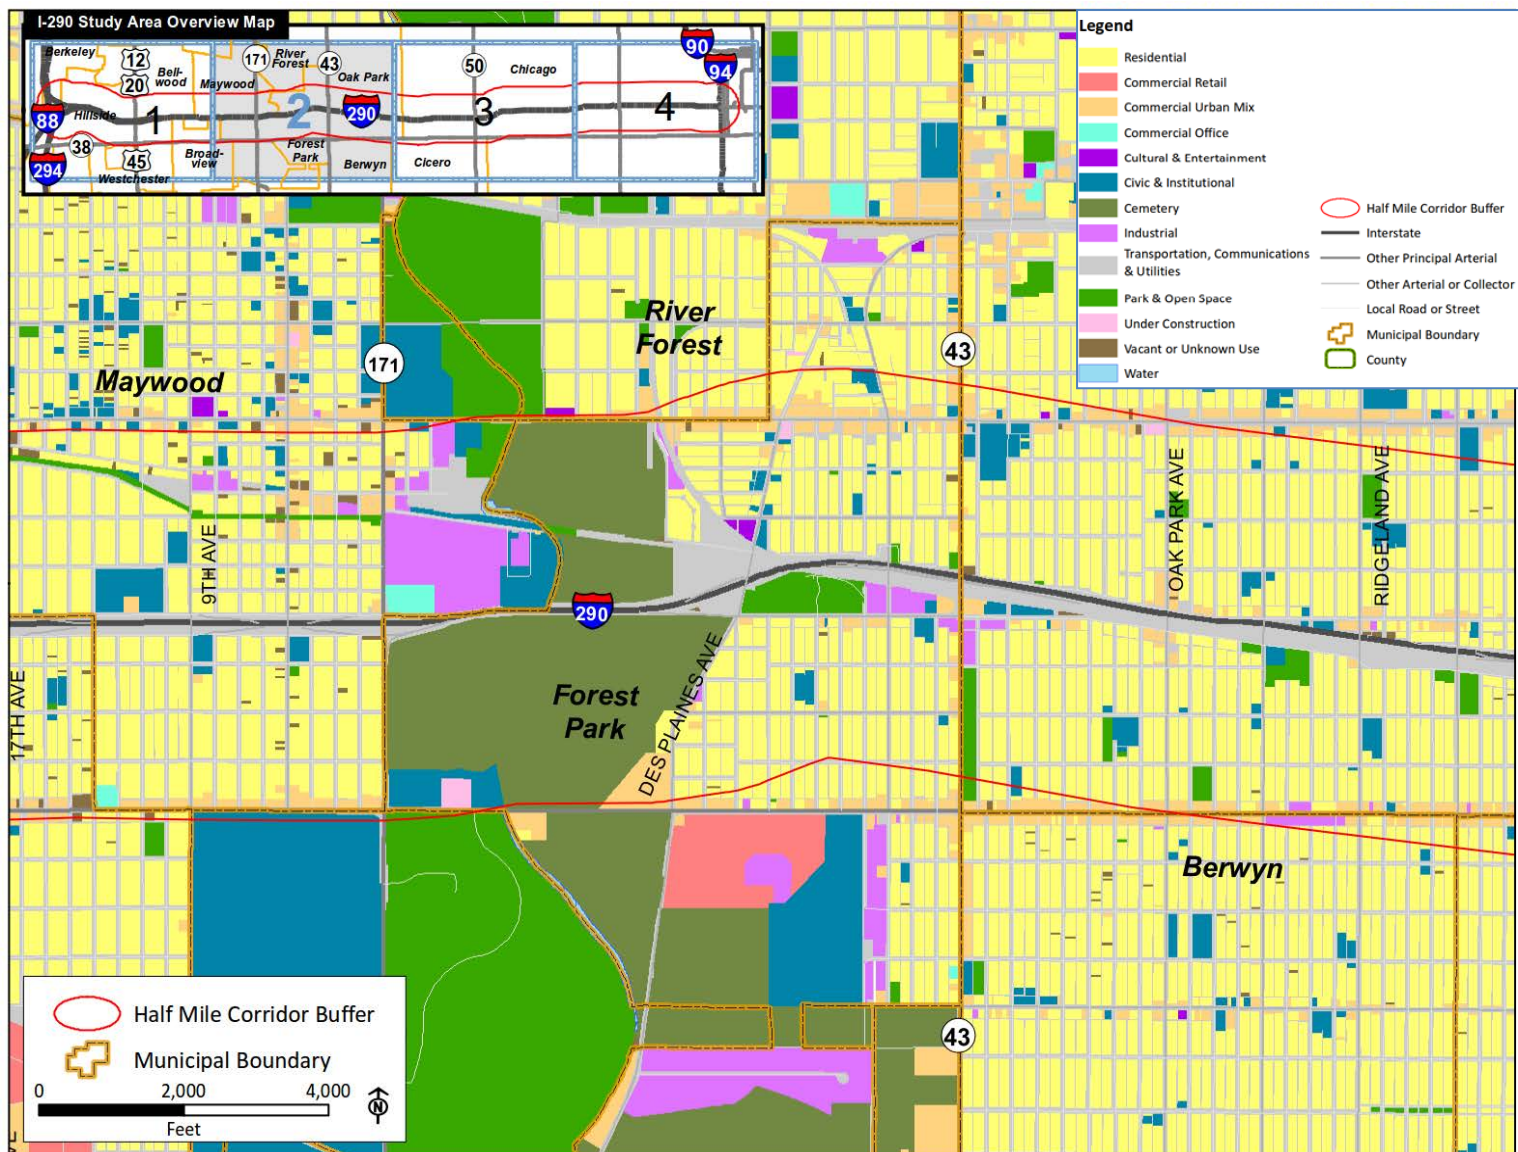 I-290 Study Area Overview Map
Berkeley
12
20
Bell-
wood
171
River
Forest
43
Maywood
Oak Park
50
Chicago
90
94
88
Hillside
1
2
290
3
4
38
294
45
Westchester
Broad-
view
Forest
Park
Berwyn
Cicero
Legend
Residential
Commercial Retail
Commercial Urban Mix
Commercial Office
Cultural & Entertainment
Civic & Institutional
Cemetery
Industrial
Transportation, Communications
& Utilities
Park & Open Space
Under Construction
Vacant or Unknown Use
Water
Half Mile Corridor Buffer
Interstate
Other Principal Arterial
Other Arterial or Collector
Local Road or Street
Municipal Boundary
County
River
Forest
171
43
Maywood
9TH AVE
OAK PARK AVE
RIDGELAND AVE
290
17TH AVE
Forest
Park
DES PLAINES AVE
Berwyn
43
Half Mile Corridor Buffer
Municipal Boundary
0 2,000 4,000
Feet
N